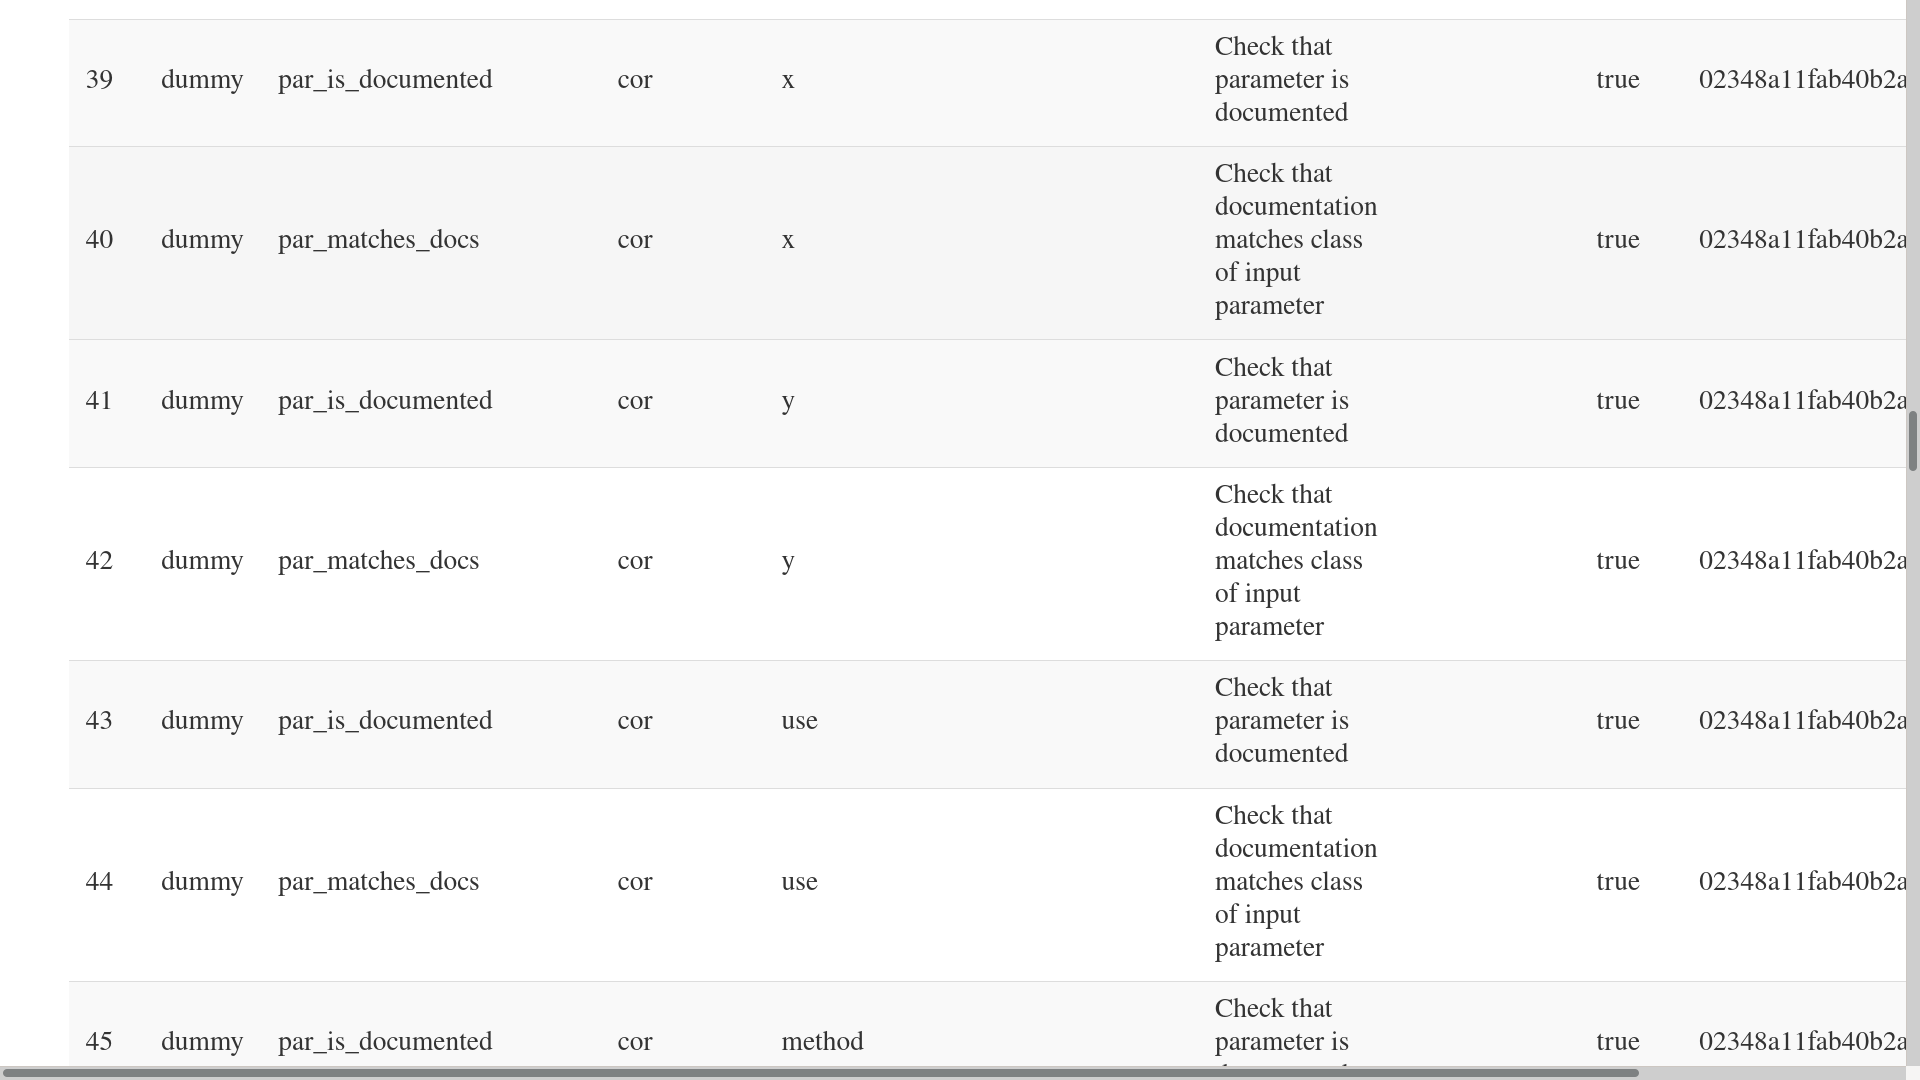 Check that
39 dummy par_is_documented cor x parameter is true 02348a11fab40b2a
documented
Check that
documentation
40 dummy par_matches_docs cor x matches class true 02348a11fab40b2a
of input
parameter
Check that
41 dummy par_is_documented cor y parameter is true 02348a11fab40b2a
documented
Check that
documentation
42 dummy par_matches_docs cor y matches class true 02348a11fab40b2a
of input
parameter
Check that
43 dummy par_is_documented cor use parameter is true 02348a11fab40b2a
documented
Check that
documentation
44 dummy par_matches_docs cor use matches class true 02348a11fab40b2a
of input
parameter
Check that
45 dummy par_is_documented cor method parameter is true 02348a11fab40b2a